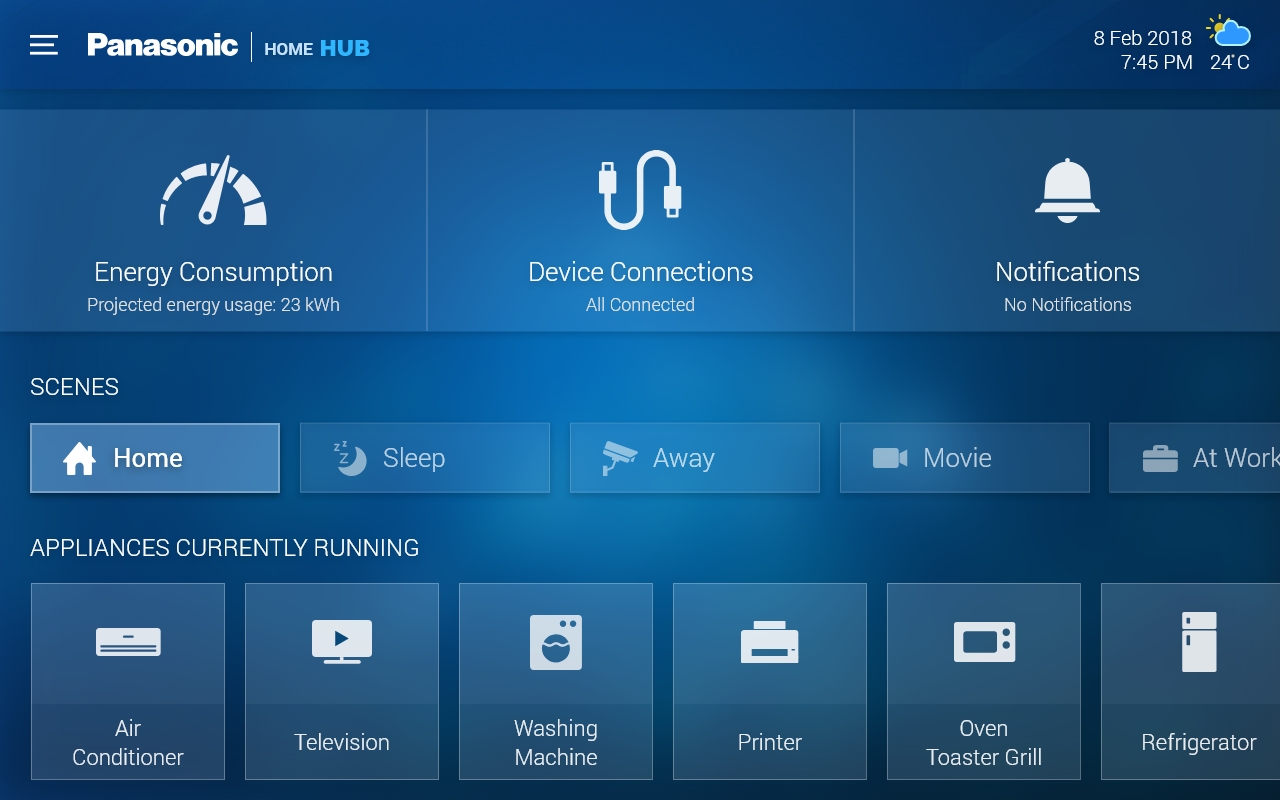 Panasonic HOME HUB
8 Feb 2018
7:45 PM 24°C
Energy Consumption
Projected energy usage: 23 kWh
Device Connections
All Connected
Notifications
No Notifications
SCENES
Home
z z z Sleep
Away
Movie
At Work
APPLIANCES CURRENTLY RUNNING
Air
Conditioner
Television
Washing
Machine
Printer
Oven
Toaster Grill
Refrigerator